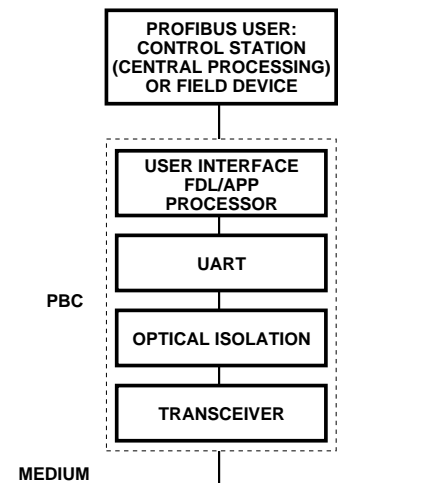 PROFIBUS USER:
CONTROL STATION
(CENTRAL PROCESSING)
OR FIELD DEVICE
USER INTERFACE
FDL/APP
PROCESSOR
UART
PBC
OPTICAL ISOLATION
TRANSCEIVER
MEDIUM